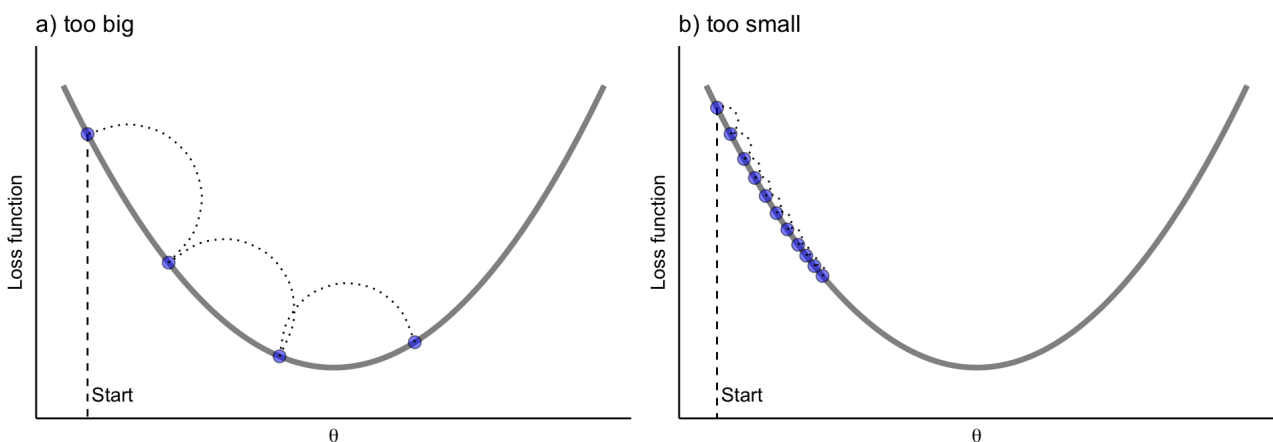 a) too big
Loss function
Start
θ
b) too small
Loss function
Start
θ